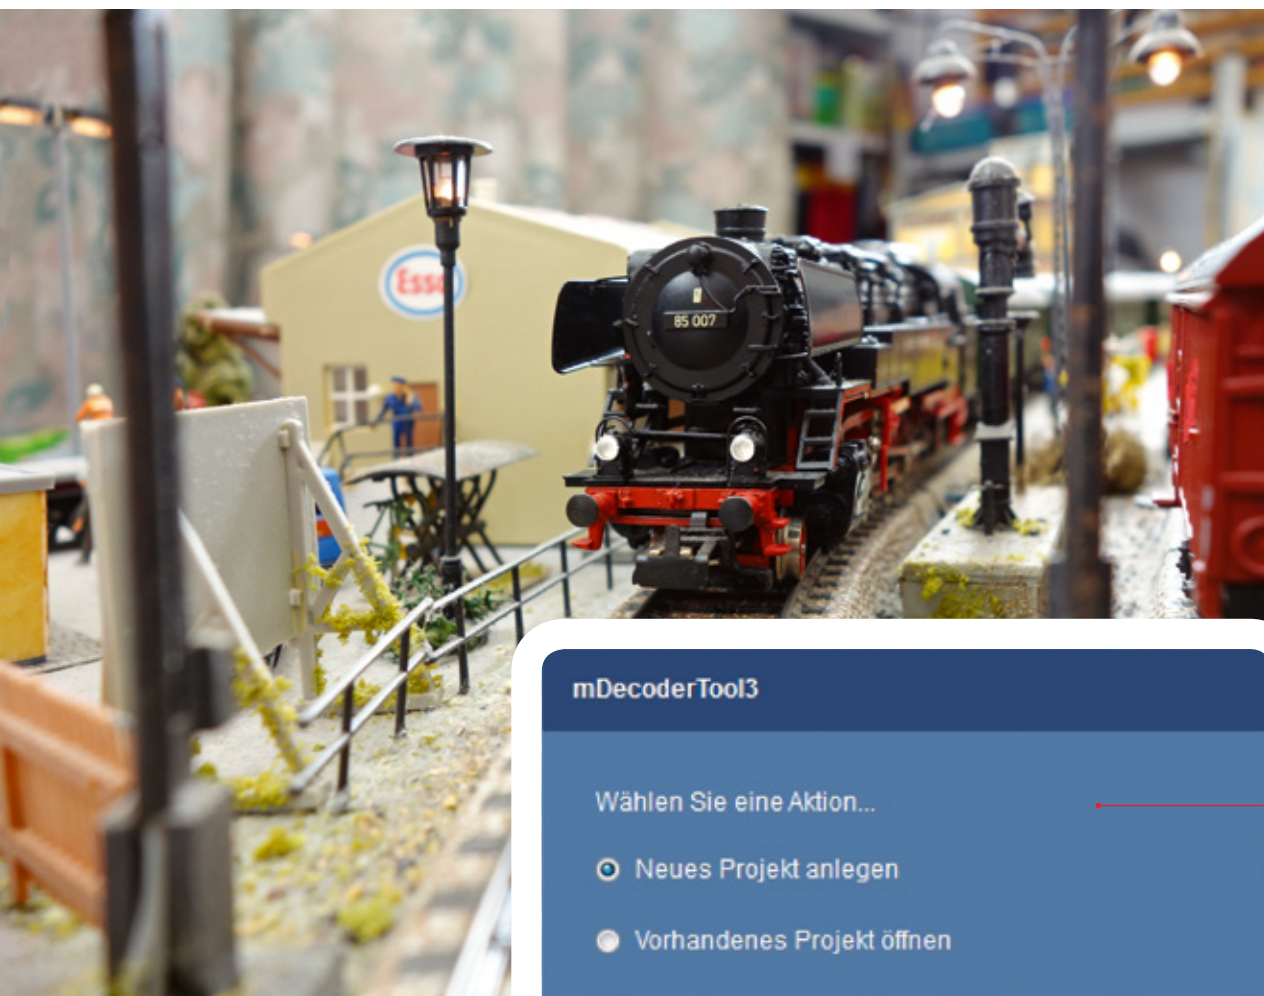 Esso
85 007
mDecoderTool3
Wählen Sie eine Aktion...
Neues Projekt anlegen
Vorhandenes Projekt öffnen